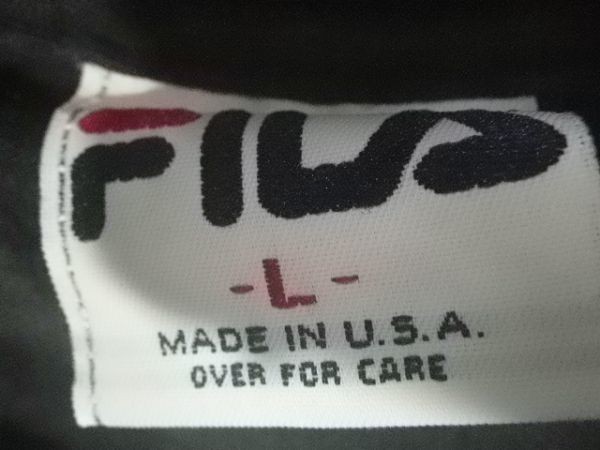 FILA
-L-
MADE IN U.S.A.
OVER FOR CARE